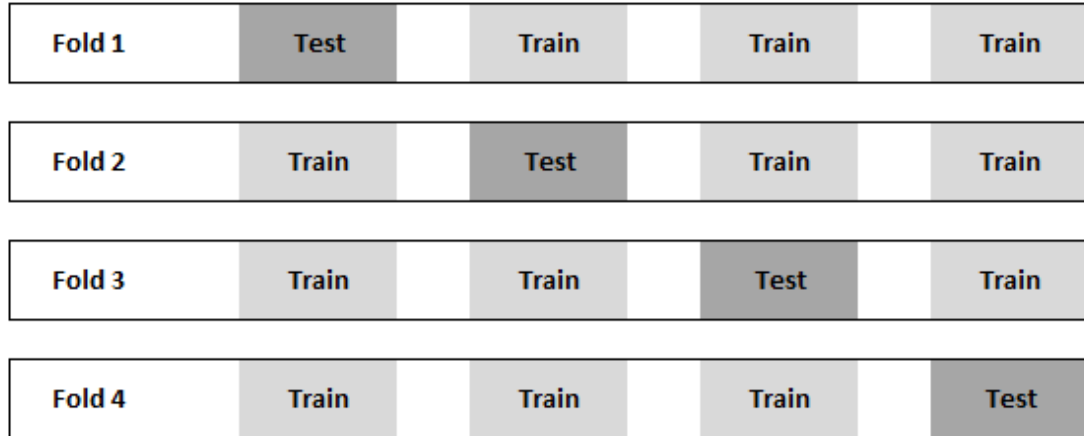 Fold 1 Test Train Train Train
Fold 2 Train Test Train Train
Fold 3 Train Train Test Train
Fold 4 Train Train Train Test